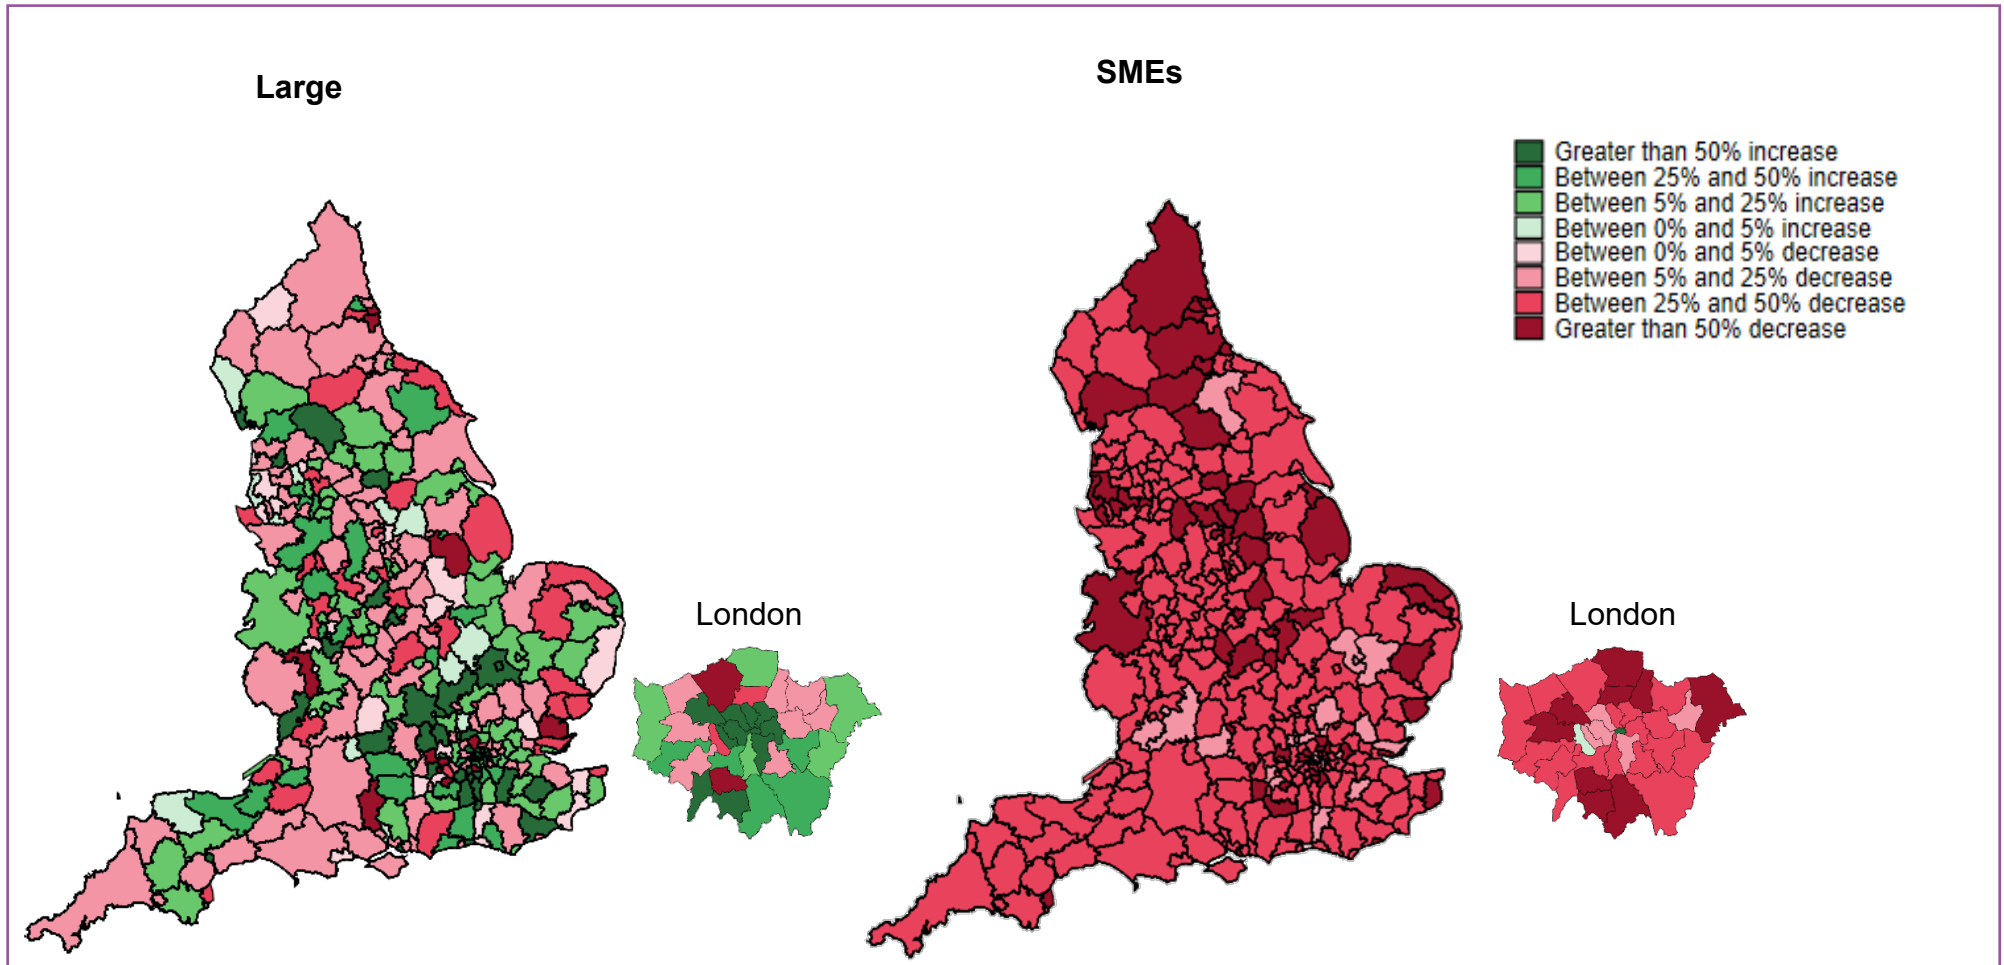 Large
SMEs
Greater than 50% increase
Between 25% and 50% increase
Between 5% and 25% increase
Between 0% and 5% increase
Between 0% and 5% decrease
Between 5% and 25% decrease
Between 25% and 50% decrease
Greater than 50% decrease
London
London